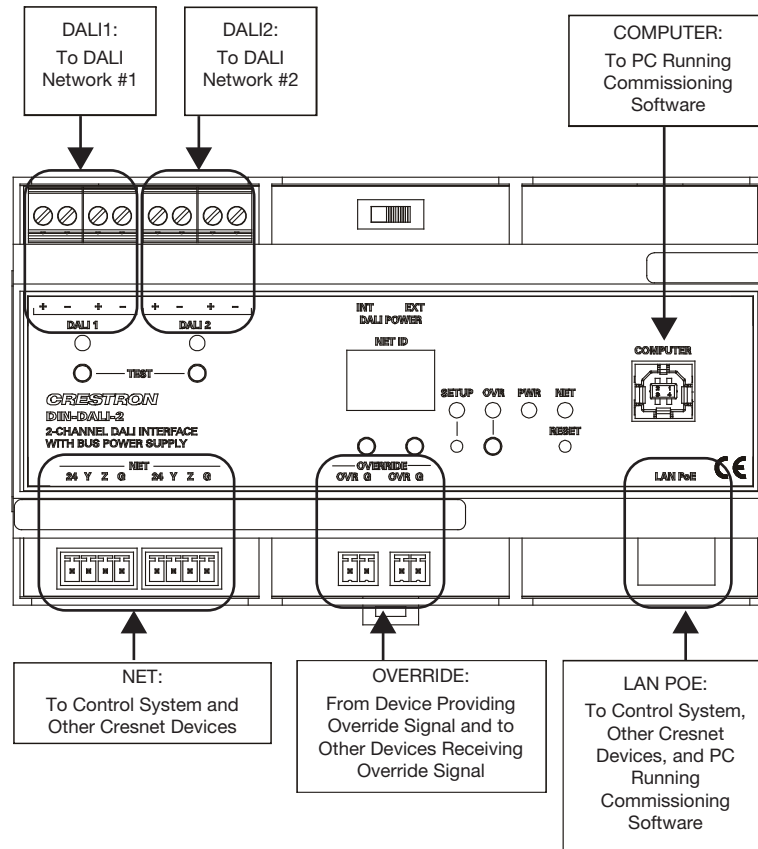 DALI1:
To DALI
Network #1
DALI2:
To DALI
Network #2
COMPUTER:
To PC Running
Commissioning
Software
+ – + –
DALI 1
+ – + –
DALI 2
TEST
INT EXT
DALI POWER
NET ID
COMPUTER
SETUP OVR PWR NET
RESET
CRESTRON
DIN-DALI-2
2-CHANNEL DALI INTERFACE
WITH BUS POWER SUPPLY
NET
24 Y Z G 24 Y Z G
OVERRIDE
OVR G OVR G
LAN PoE
CE
NET:
To Control System and
Other Cresnet Devices
OVERRIDE:
From Device Providing
Override Signal and to
Other Devices Receiving
Override Signal
LAN POE:
To Control System,
Other Cresnet
Devices, and PC
Running
Commissioning
Software